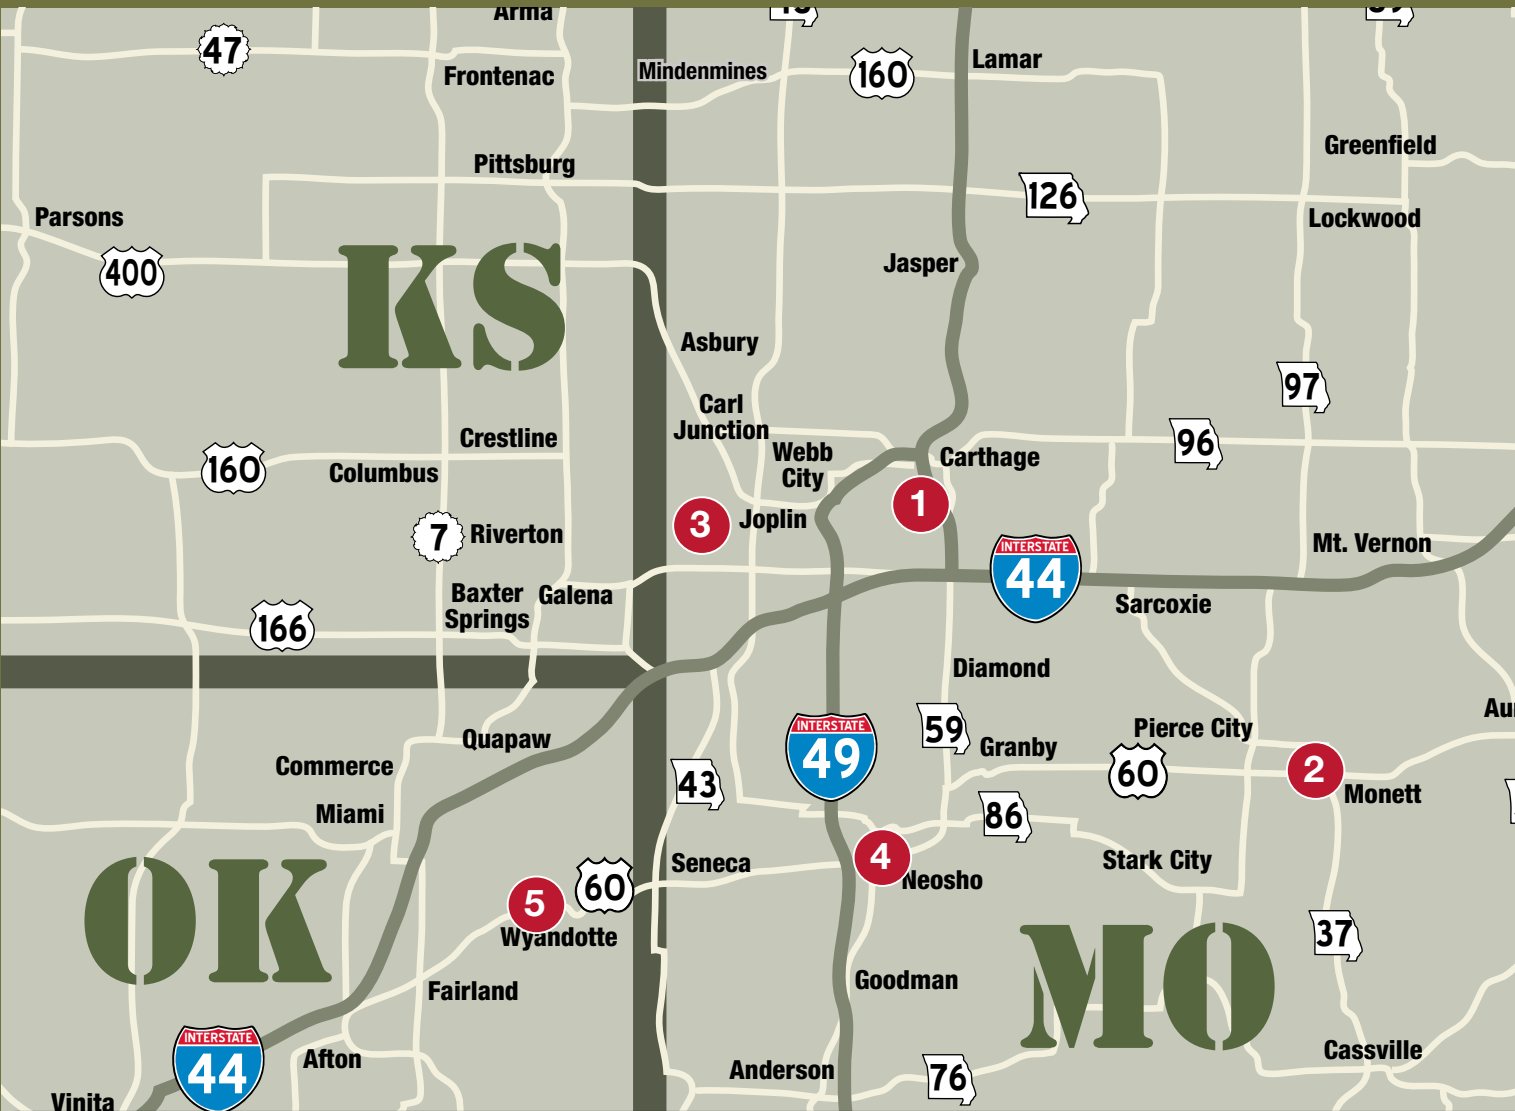 Arma
47
Frontenac
Mindenmines
160
Lamar
Greenfield
Pittsburg
126
Lockwood
Parsons
400
KS
Jasper
Asbury
97
Carl
Junction
96
Crestline
Webb
City
Carthage
160
Columbus
1
3
Joplin
7
Riverton
Mt. Vernon
INTERSTATE
44
Baxter
Springs
Galena
Sarcoxie
166
Diamond
INTERSTATE
49
59
Granby
Pierce City
Quapaw
Commerce
43
60
2
Monett
Miami
86
4
Neosho
Seneca
Stark City
OK
5
60
Wyandotte
MO
37
Fairland
Goodman
INTERSTATE
44
Afton
Anderson
76
Cassville
Vinita